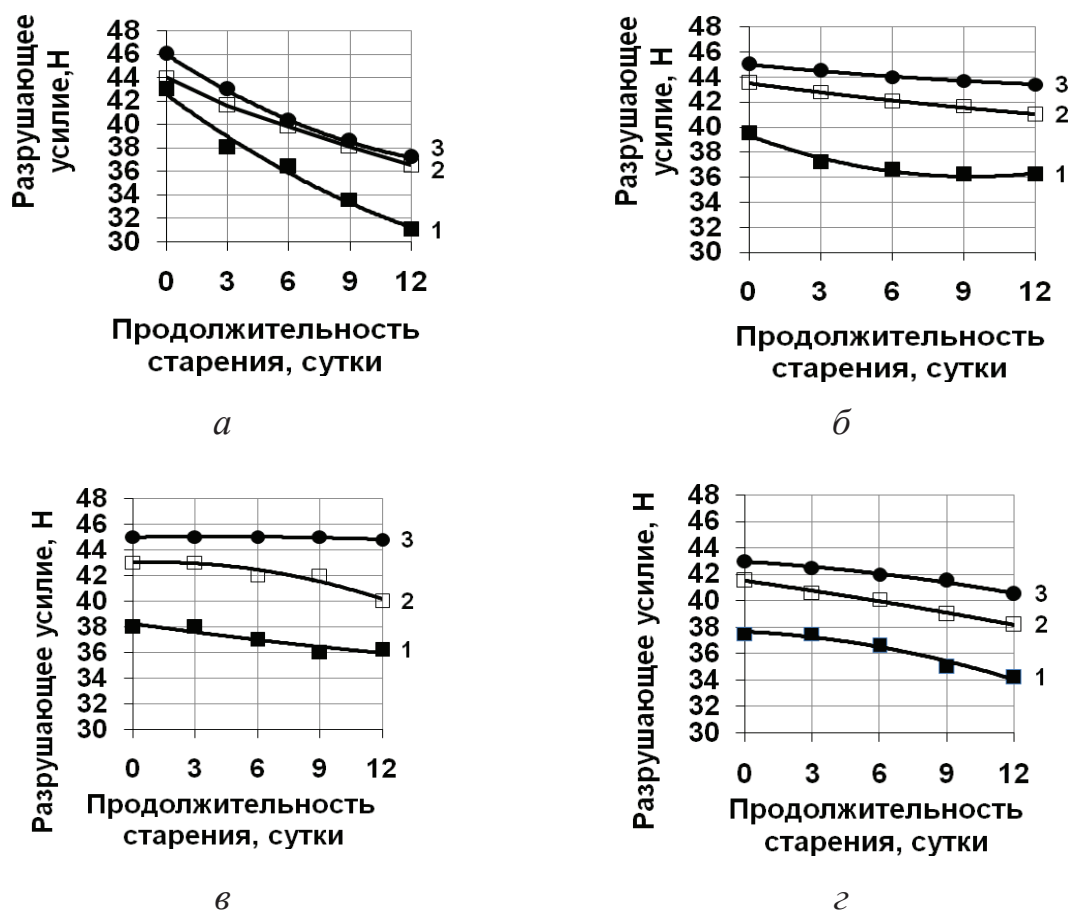 Разрушающее
усилие,Н
48
46
44
42
40
38
36
34
32
30
3
2
1
0 3 6 9 12
Продолжительность
старения, сутки
а
Разрушающее
усилие, Н
48
46
44
42
40
38
36
34
32
30
3
2
1
0 3 6 9 12
Продолжительность
старения, сутки
б
Разрушающее усилие, Н
48
46
44
42
40
38
36
34
32
30
3
2
1
0 3 6 9 12
Продолжительность
старения, сутки
в
Разрушающее усилие, Н
48
46
44
42
40
38
36
34
32
30
3
2
1
0 3 6 9 12
Продолжительность
старения, сутки
г